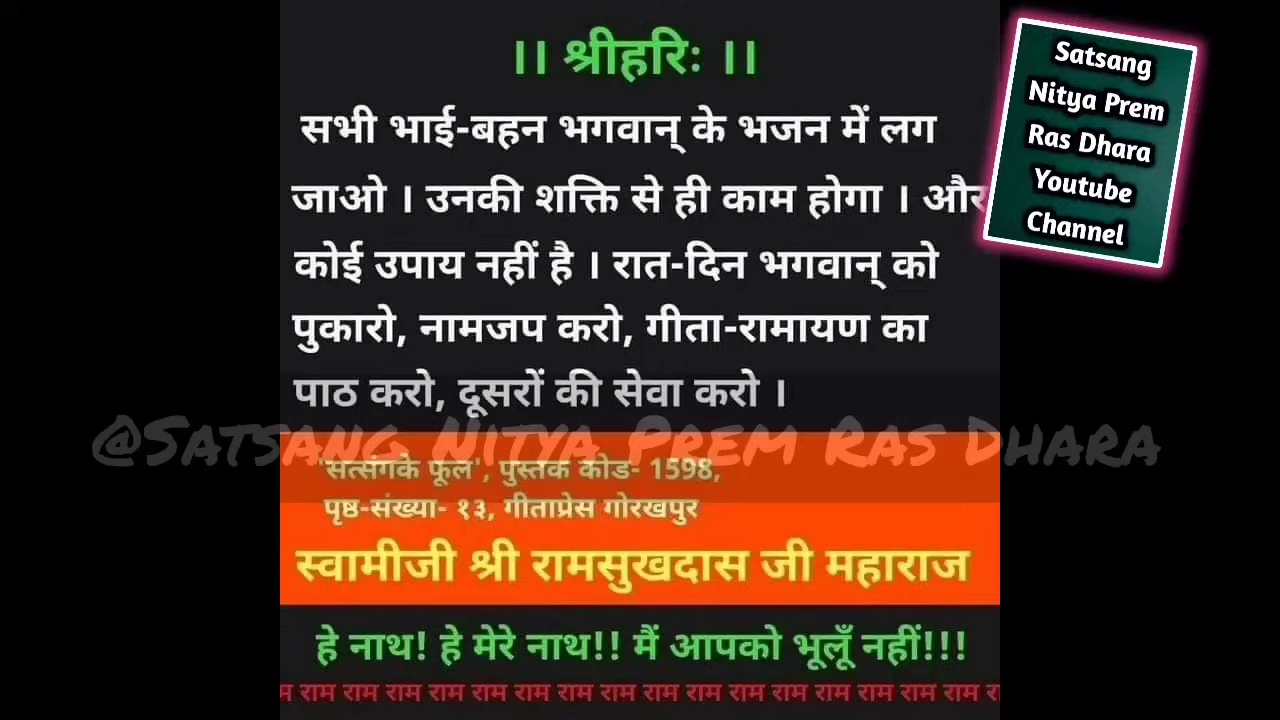 ।। श्रीहरिः ।।
सभी भाई-बहन भगवान् के भजन में लग
जाओ । उनकी शक्ति से ही काम होगा । और
कोई उपाय नहीं है । रात-दिन भगवान् को
पुकारो, नामजप करो, गीता-रामायण का
पाठ करो, दूसरों की सेवा करो ।
@Satsang Nitya Prem Ras Dhara
'सत्संगके फूल', पुस्तक कोड- 1598,
पृष्ठ-संख्या- १३, गीताप्रेस गोरखपुर
स्वामीजी श्री रामसुखदास जी महाराज
हे नाथ! हे मेरे नाथ!! मैं आपको भूलूँ नहीं!!!
म राम राम राम राम राम राम राम राम राम राम राम राम राम राम राम राम र
Satsang
Nitya Prem
Ras Dhara
Youtube
Channel